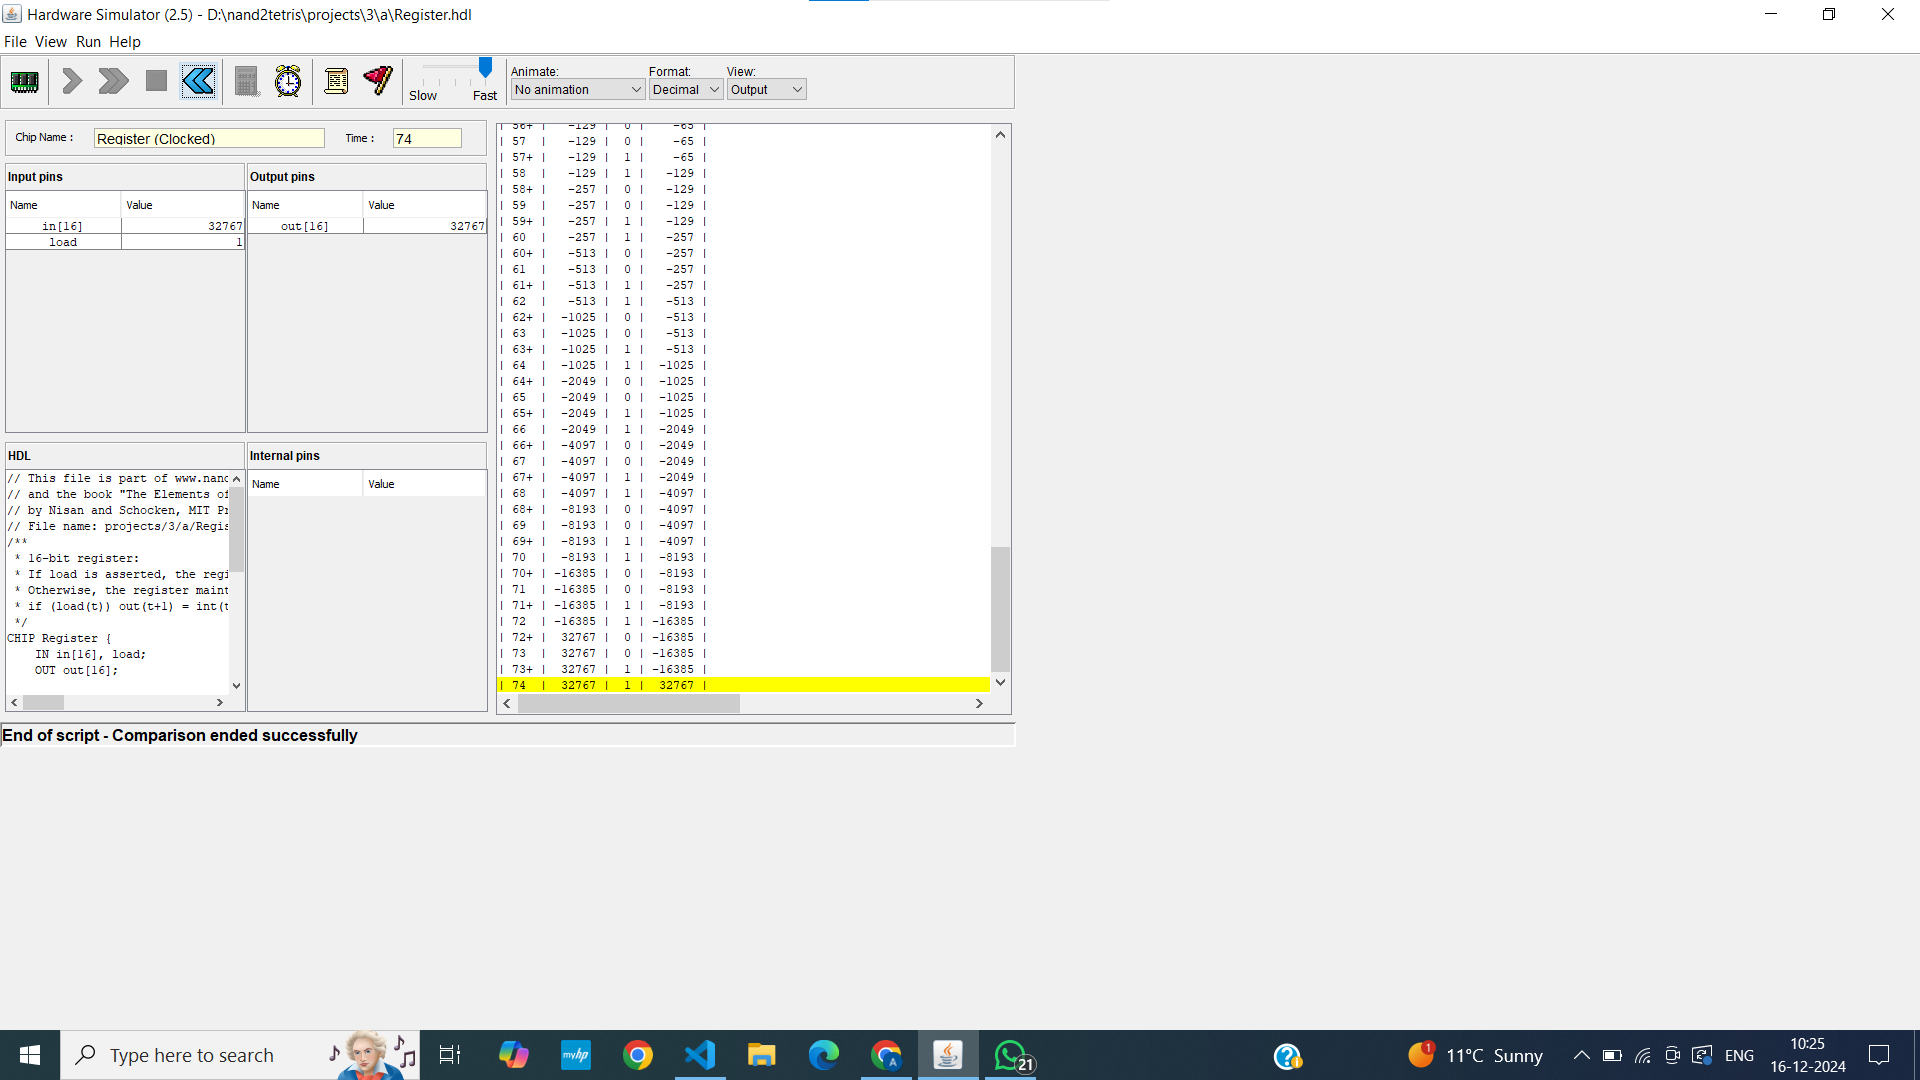 Hardware Simulator (2.5) - D:\nand2tetris\projects\3\a\Register.hdl
File View Run Help
Slow Fast
Animate: Format: View:
No animation Decimal Output
Chip Name : Register (Clocked) Time : 74
Input pins
Name Value
in[16] 32767
load 1
Output pins
Name Value
out[16] 32767
HDL
// This file is part of www.nand
// and the book "The Elements of
// by Nisan and Schocken, MIT Pr
// File name: projects/3/a/Regis
/**
* 16-bit register:
* If load is asserted, the regi
* Otherwise, the register maint
* if (load(t)) out(t+1) = int(t
*/
CHIP Register {
IN in[16], load;
OUT out[16];
Internal pins
Name Value
| 56+ | -129 | 0 | -65 |
| 57 | -129 | 0 | -65 |
| 57+ | -129 | 1 | -65 |
| 58 | -129 | 1 | -129 |
| 58+ | -257 | 0 | -129 |
| 59 | -257 | 0 | -129 |
| 59+ | -257 | 1 | -129 |
| 60 | -257 | 1 | -257 |
| 60+ | -513 | 0 | -257 |
| 61 | -513 | 0 | -257 |
| 61+ | -513 | 1 | -257 |
| 62 | -513 | 1 | -513 |
| 62+ | -1025 | 0 | -513 |
| 63 | -1025 | 0 | -513 |
| 63+ | -1025 | 1 | -513 |
| 64 | -1025 | 1 | -1025 |
| 64+ | -2049 | 0 | -1025 |
| 65 | -2049 | 0 | -1025 |
| 65+ | -2049 | 1 | -1025 |
| 66 | -2049 | 1 | -2049 |
| 66+ | -4097 | 0 | -2049 |
| 67 | -4097 | 0 | -2049 |
| 67+ | -4097 | 1 | -2049 |
| 68 | -4097 | 1 | -4097 |
| 68+ | -8193 | 0 | -4097 |
| 69 | -8193 | 0 | -4097 |
| 69+ | -8193 | 1 | -4097 |
| 70 | -8193 | 1 | -8193 |
| 70+ | -16385 | 0 | -8193 |
| 71 | -16385 | 0 | -8193 |
| 71+ | -16385 | 1 | -8193 |
| 72 | -16385 | 1 | -16385 |
| 72+ | 32767 | 0 | -16385 |
| 73 | 32767 | 0 | -16385 |
| 73+ | 32767 | 1 | -16385 |
| 74 | 32767 | 1 | 32767 |
End of script - Comparison ended successfully
Type here to search
myhp
A
21
1
11°C Sunny
ENG
10:25
16-12-2024